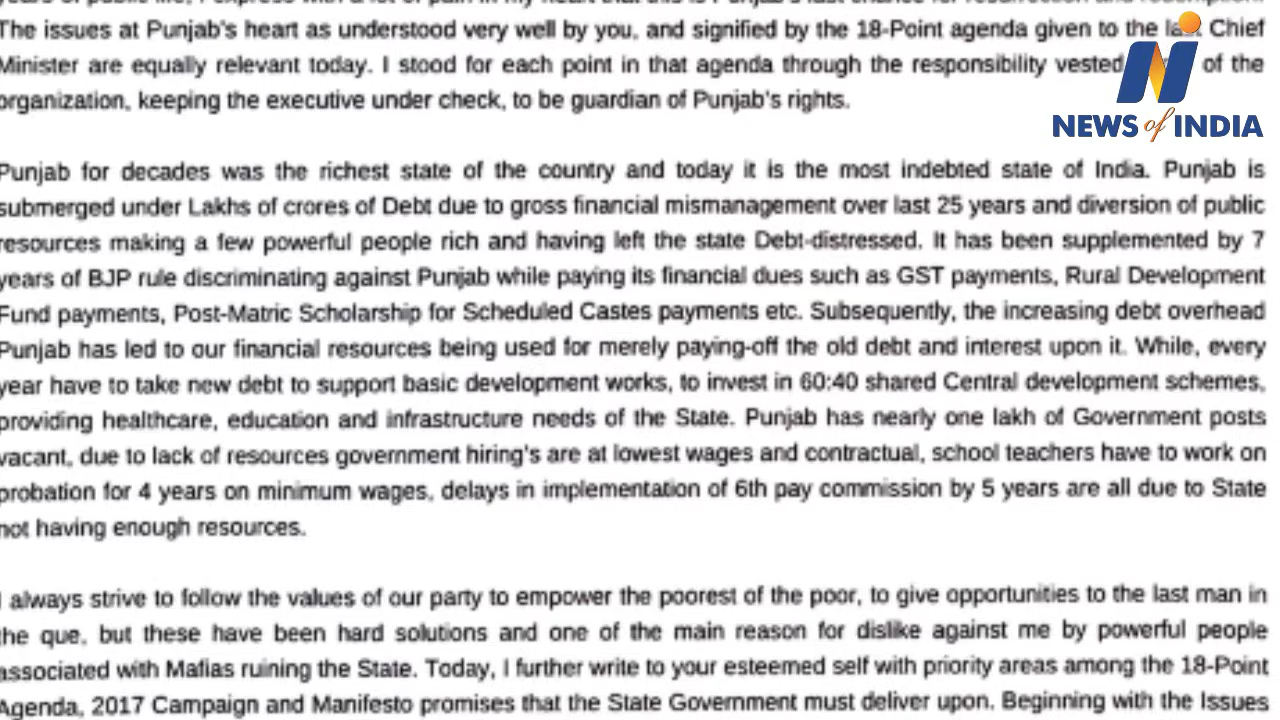 The issues at Punjab's heart as understood very well by you, and signified by the 18-Point agenda given to the last Chief
Minister are equally relevant today. I stood for each point in that agenda through the responsibility vested of the
organization, keeping the executive under check, to be guardian of Punjab's rights.
NEWS of INDIA
Punjab for decades was the richest state of the country and today it is the most indebted state of India. Punjab is
submerged under Lakhs of crores of Debt due to gross financial mismanagement over last 25 years and diversion of public
resources making a few powerful people rich and having left the state Debt-distressed. It has been supplemented by 7
years of BJP rule discriminating against Punjab while paying its financial dues such as GST payments, Rural Development
Fund payments, Post-Matric Scholarship for Scheduled Castes payments etc. Subsequently, the increasing debt overhead
Punjab has led to our financial resources being used for merely paying-off the old debt and interest upon it. While, every
year have to take new debt to support basic development works, to invest in 60:40 shared Central development schemes,
providing healthcare, education and infrastructure needs of the State. Punjab has nearly one lakh of Government posts
vacant, due to lack of resources government hiring's are at lowest wages and contractual, school teachers have to work on
probation for 4 years on minimum wages, delays in implementation of 6th pay commission by 5 years are all due to State
not having enough resources.
I always strive to follow the values of our party to empower the poorest of the poor, to give opportunities to the last man in
the que, but these have been hard solutions and one of the main reason for dislike against me by powerful people
associated with Mafias ruining the State. Today, I further write to your esteemed self with priority areas among the 18-Point
Agenda, 2017 Campaign and Manifesto promises that the State Government must deliver upon. Beginning with the Issues